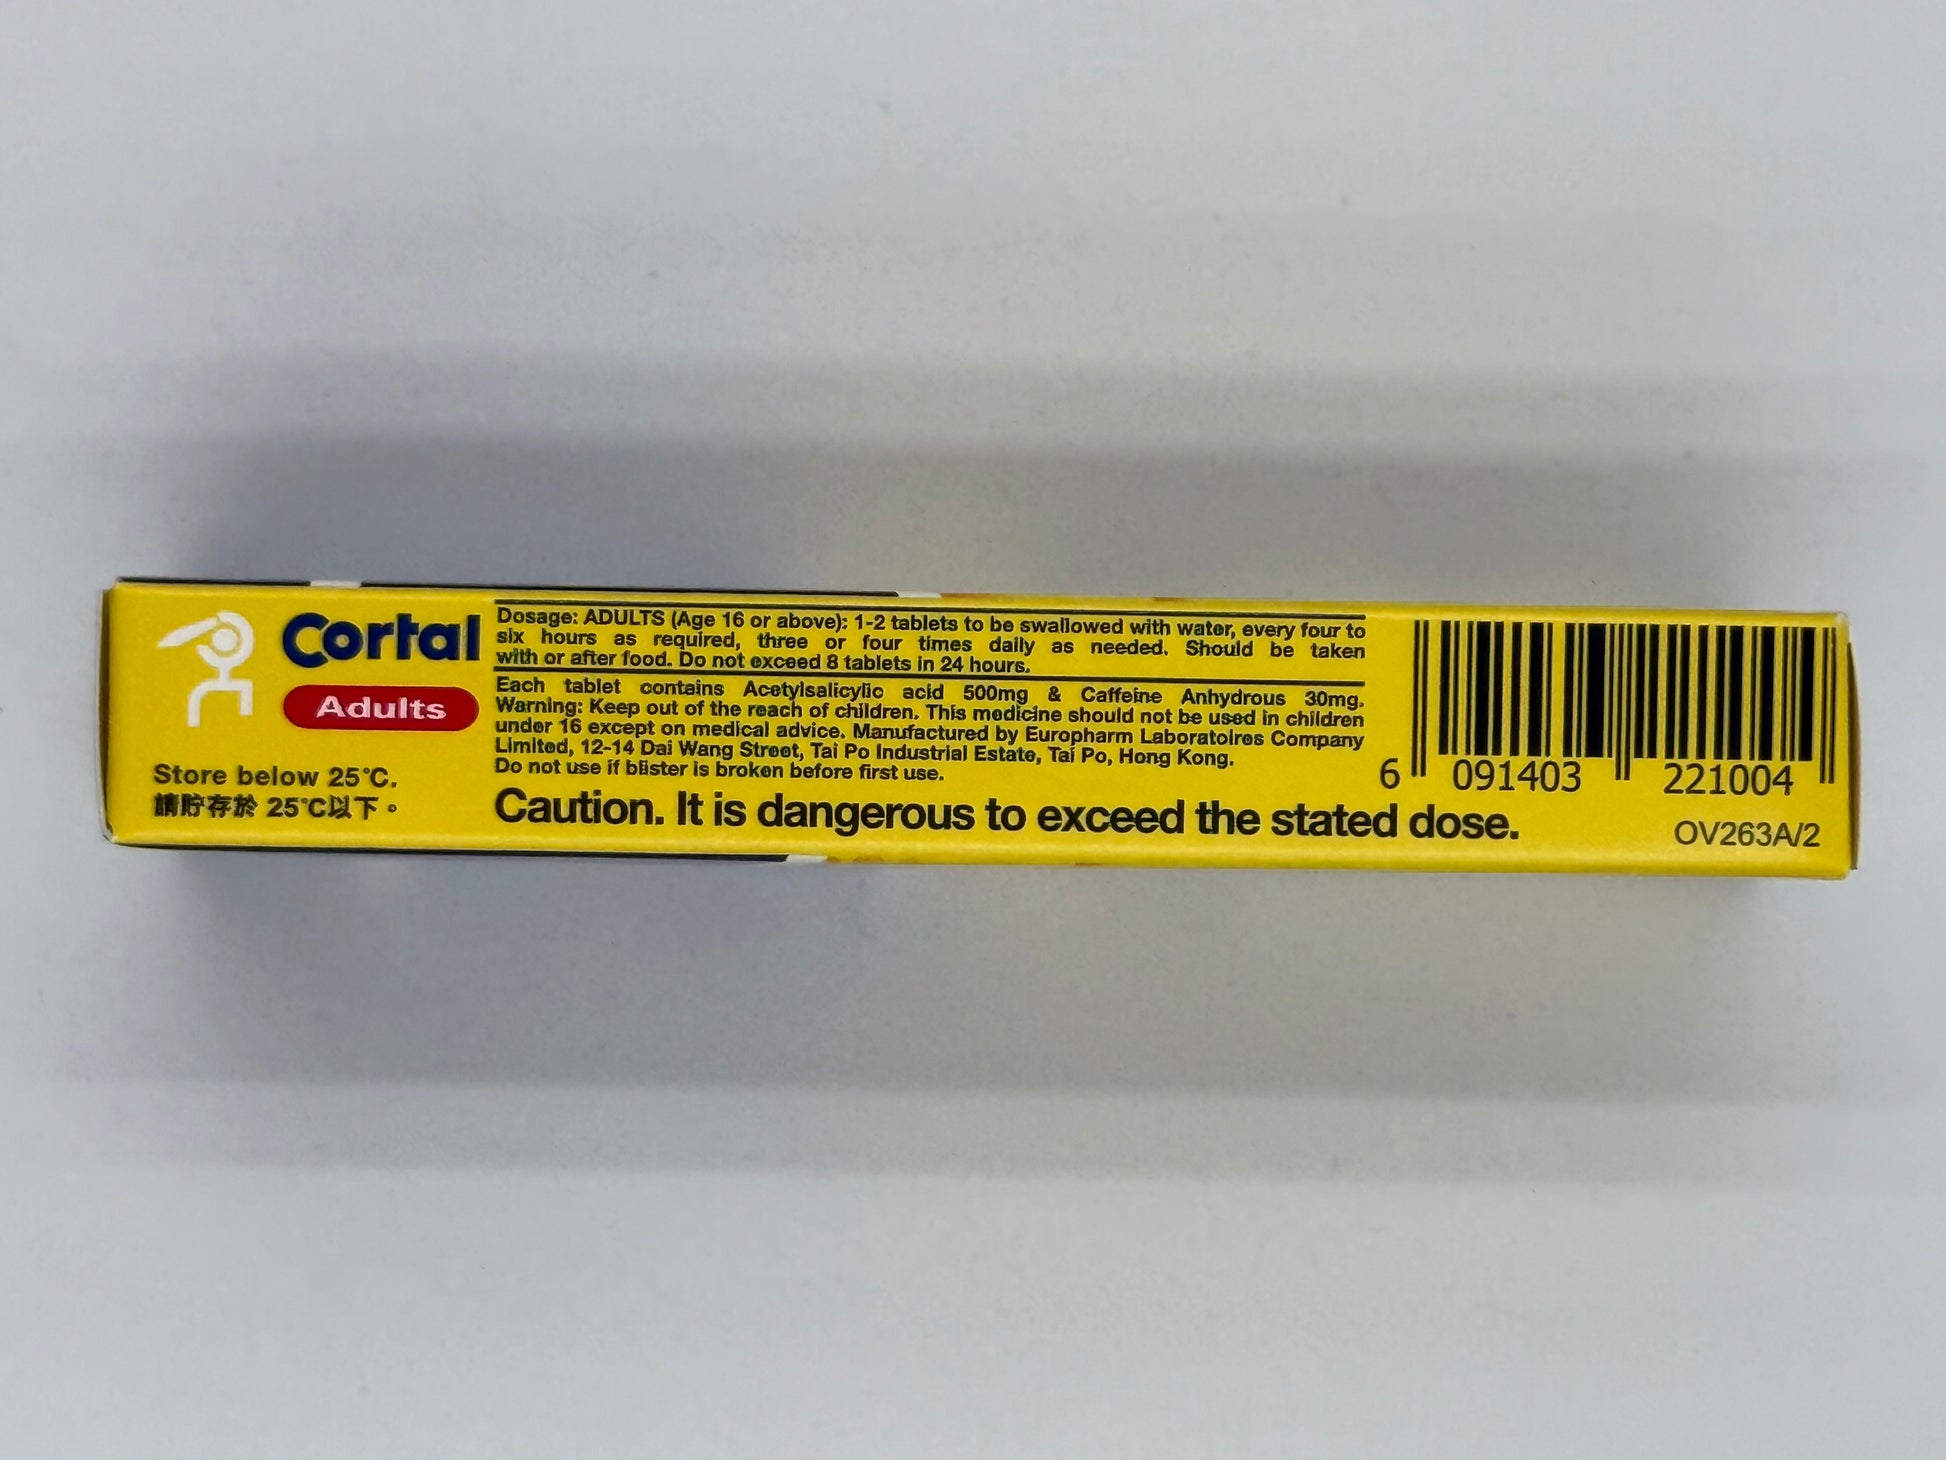 Cortal
Adults
Store below 25°C.
請貯存於 25°C以下。
Dosage: ADULTS (Age 16 or above): 1-2 tablets to be swallowed with water, every four to
six hours as required, three or four times daily as needed. Should be taken
with or after food. Do not exceed 8 tablets in 24 hours.
Each tablet contains Acetylsalicylic acid 500mg & Caffeine Anhydrous 30mg.
Warning: Keep out of the reach of children. This medicine should not be used in children
under 16 except on medical advice. Manufactured by Europharm Laboratoires Company
Limited, 12-14 Dai Wang Street, Tai Po Industrial Estate, Tai Po, Hong Kong.
Do not use if blister is broken before first use.
Caution. It is dangerous to exceed the stated dose.
6 091403 221004
OV263A/2